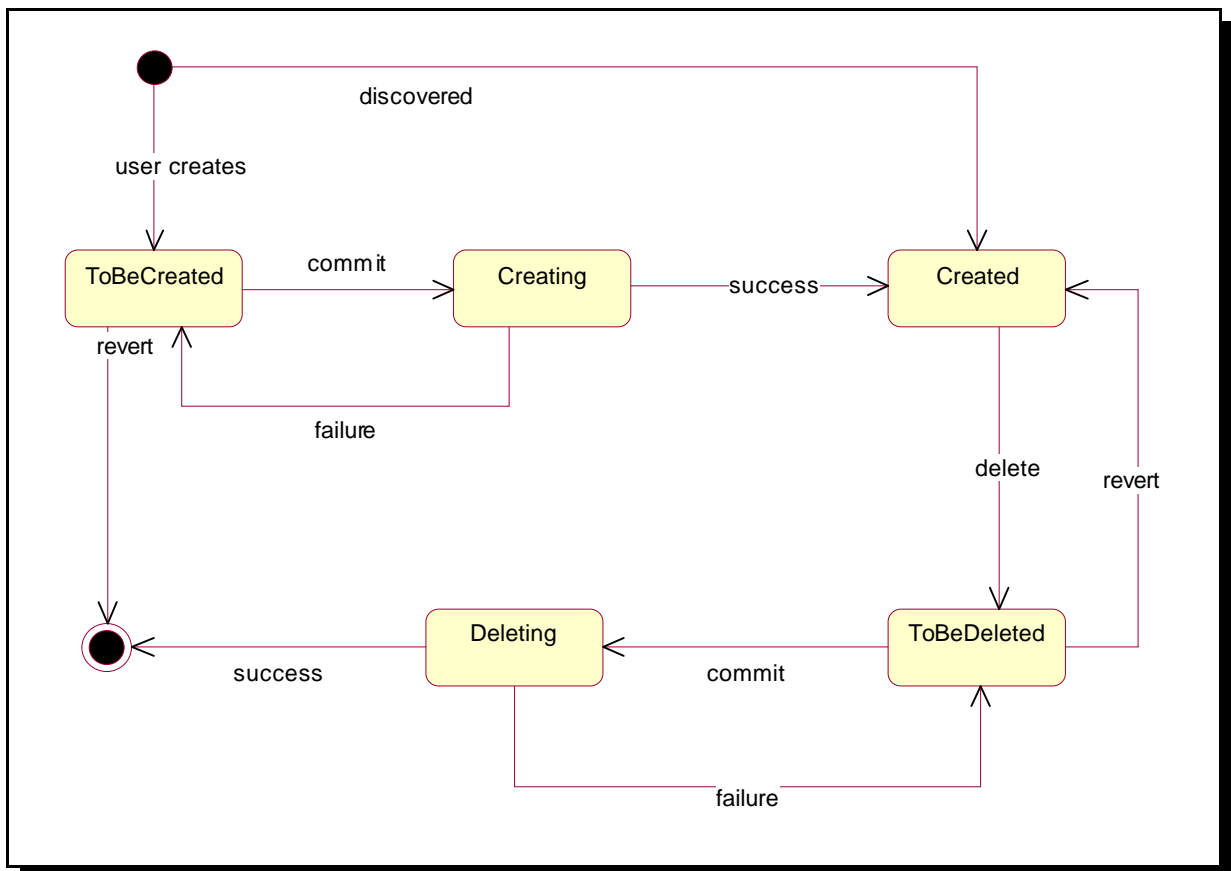 discovered
user creates
ToBeCreated
commit
Creating
success
Created
revert
failure
delete
revert
Deleting
ToBeDeleted
success
commit
failure